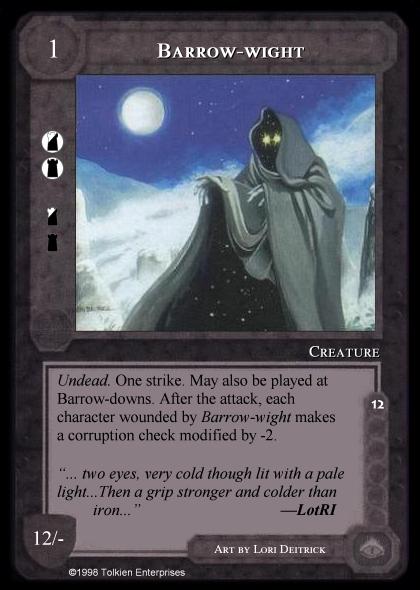 1
BARROW-WIGHT
CREATURE
Undead. One strike. May also be played at
Barrow-downs. After the attack, each
character wounded by Barrow-wight makes
a corruption check modified by -2.
12
“... two eyes, very cold though lit with a pale
light...Then a grip stronger and colder than
iron...” —LotRI
12/-
ART BY LORI DEITRICK
©1998 Tolkien Enterprises